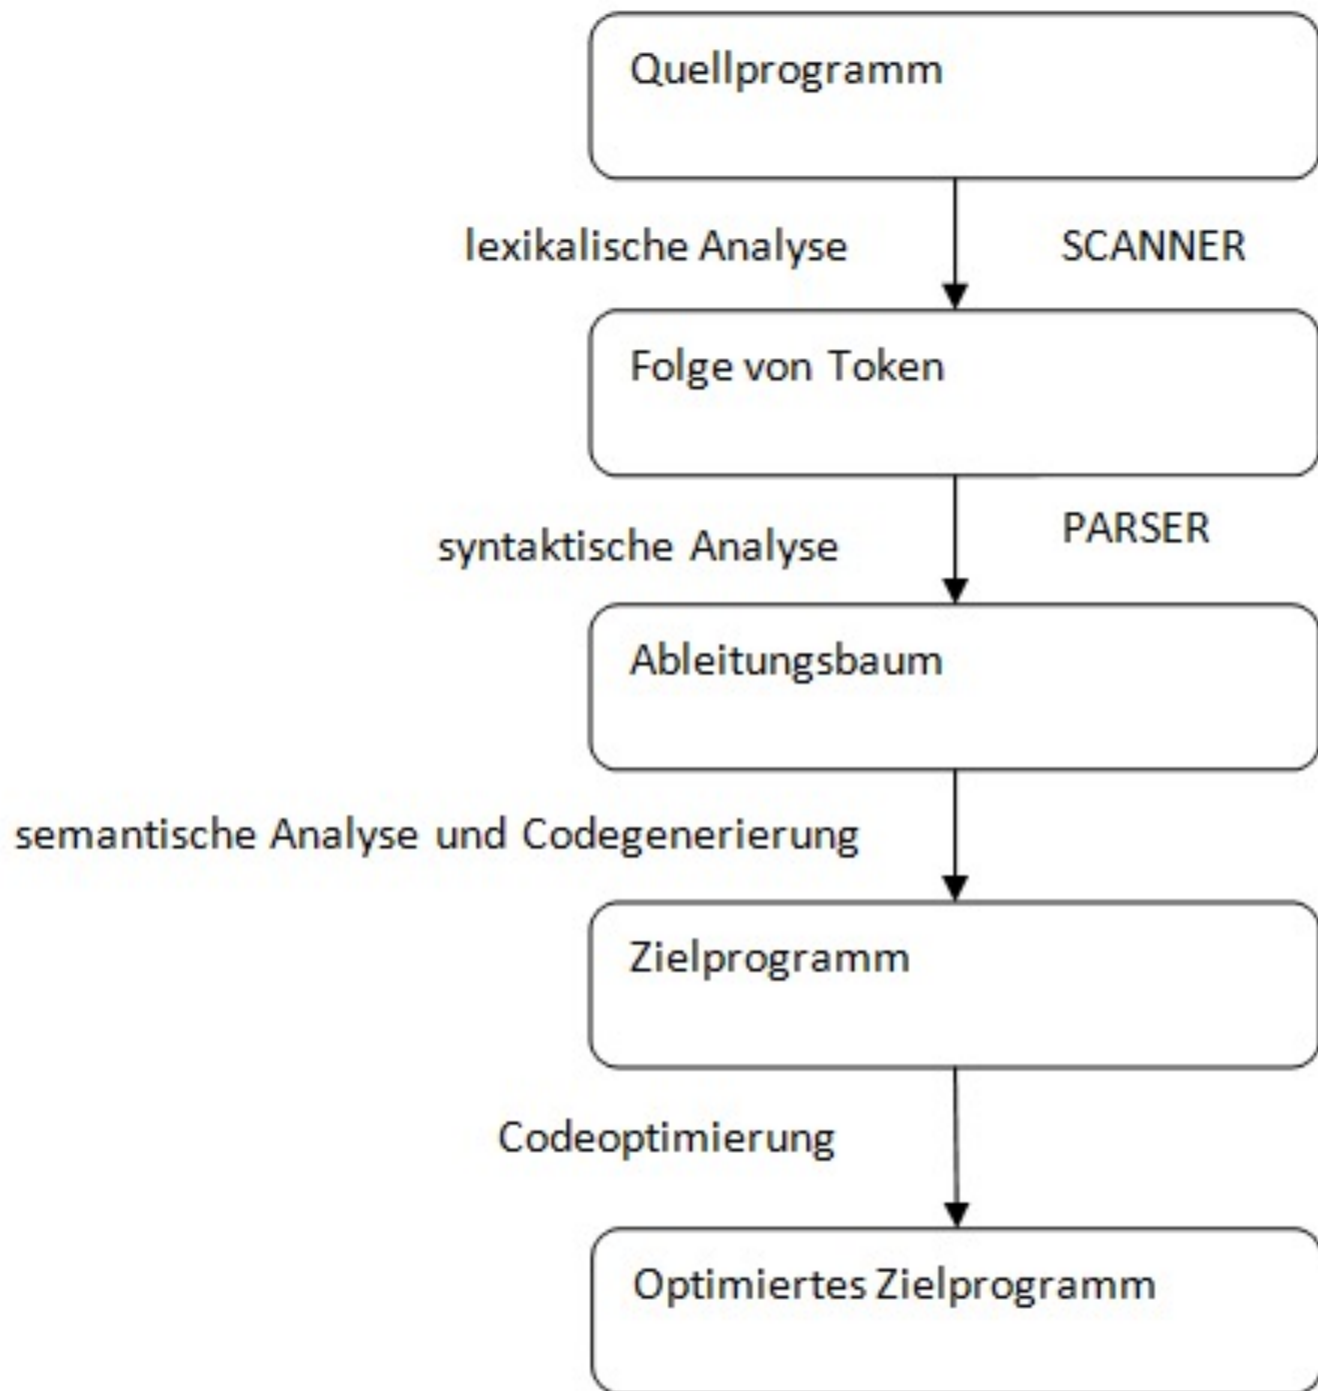 Quellprogramm
lexikalische Analyse SCANNER
Folge von Token
syntaktische Analyse PARSER
Ableitungsbaum
semantische Analyse und Codegenerierung
Zielprogramm
Codeoptimierung
Optimiertes Zielprogramm